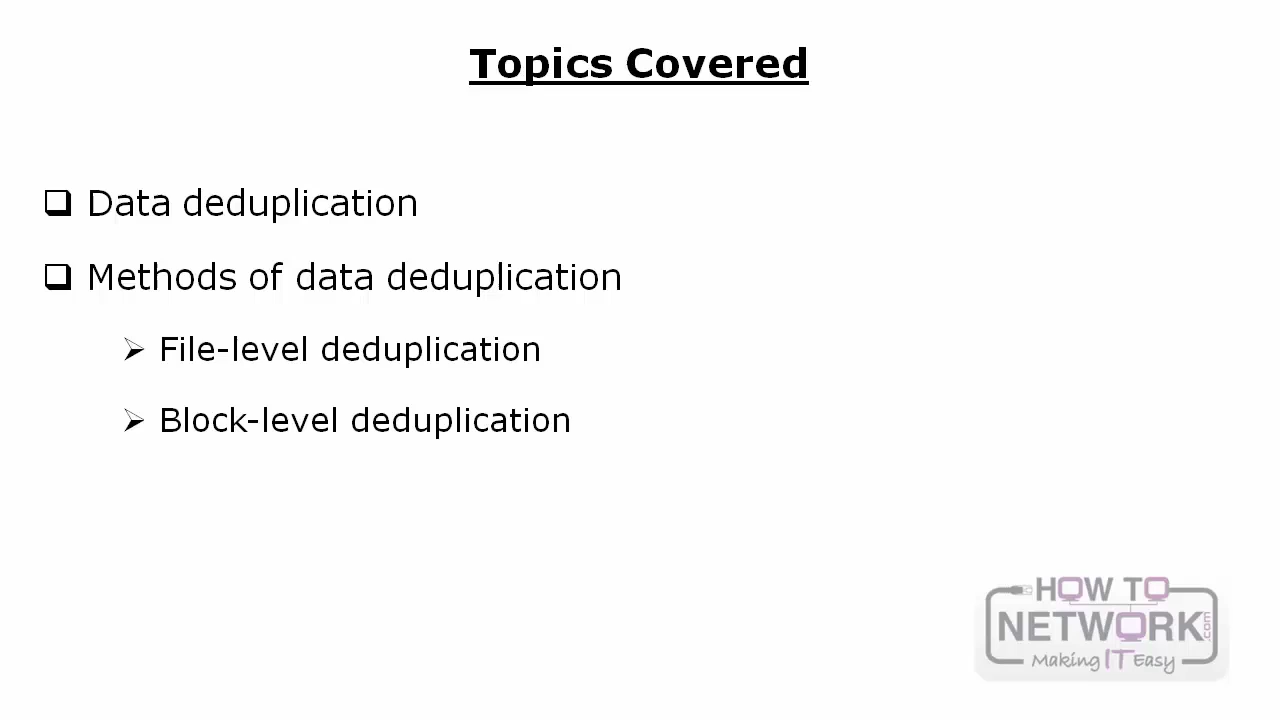 Topics Covered
Data deduplication
Methods of data deduplication
File-level deduplication
Block-level deduplication
HOW TO
NETWORK.com
Making IT Easy